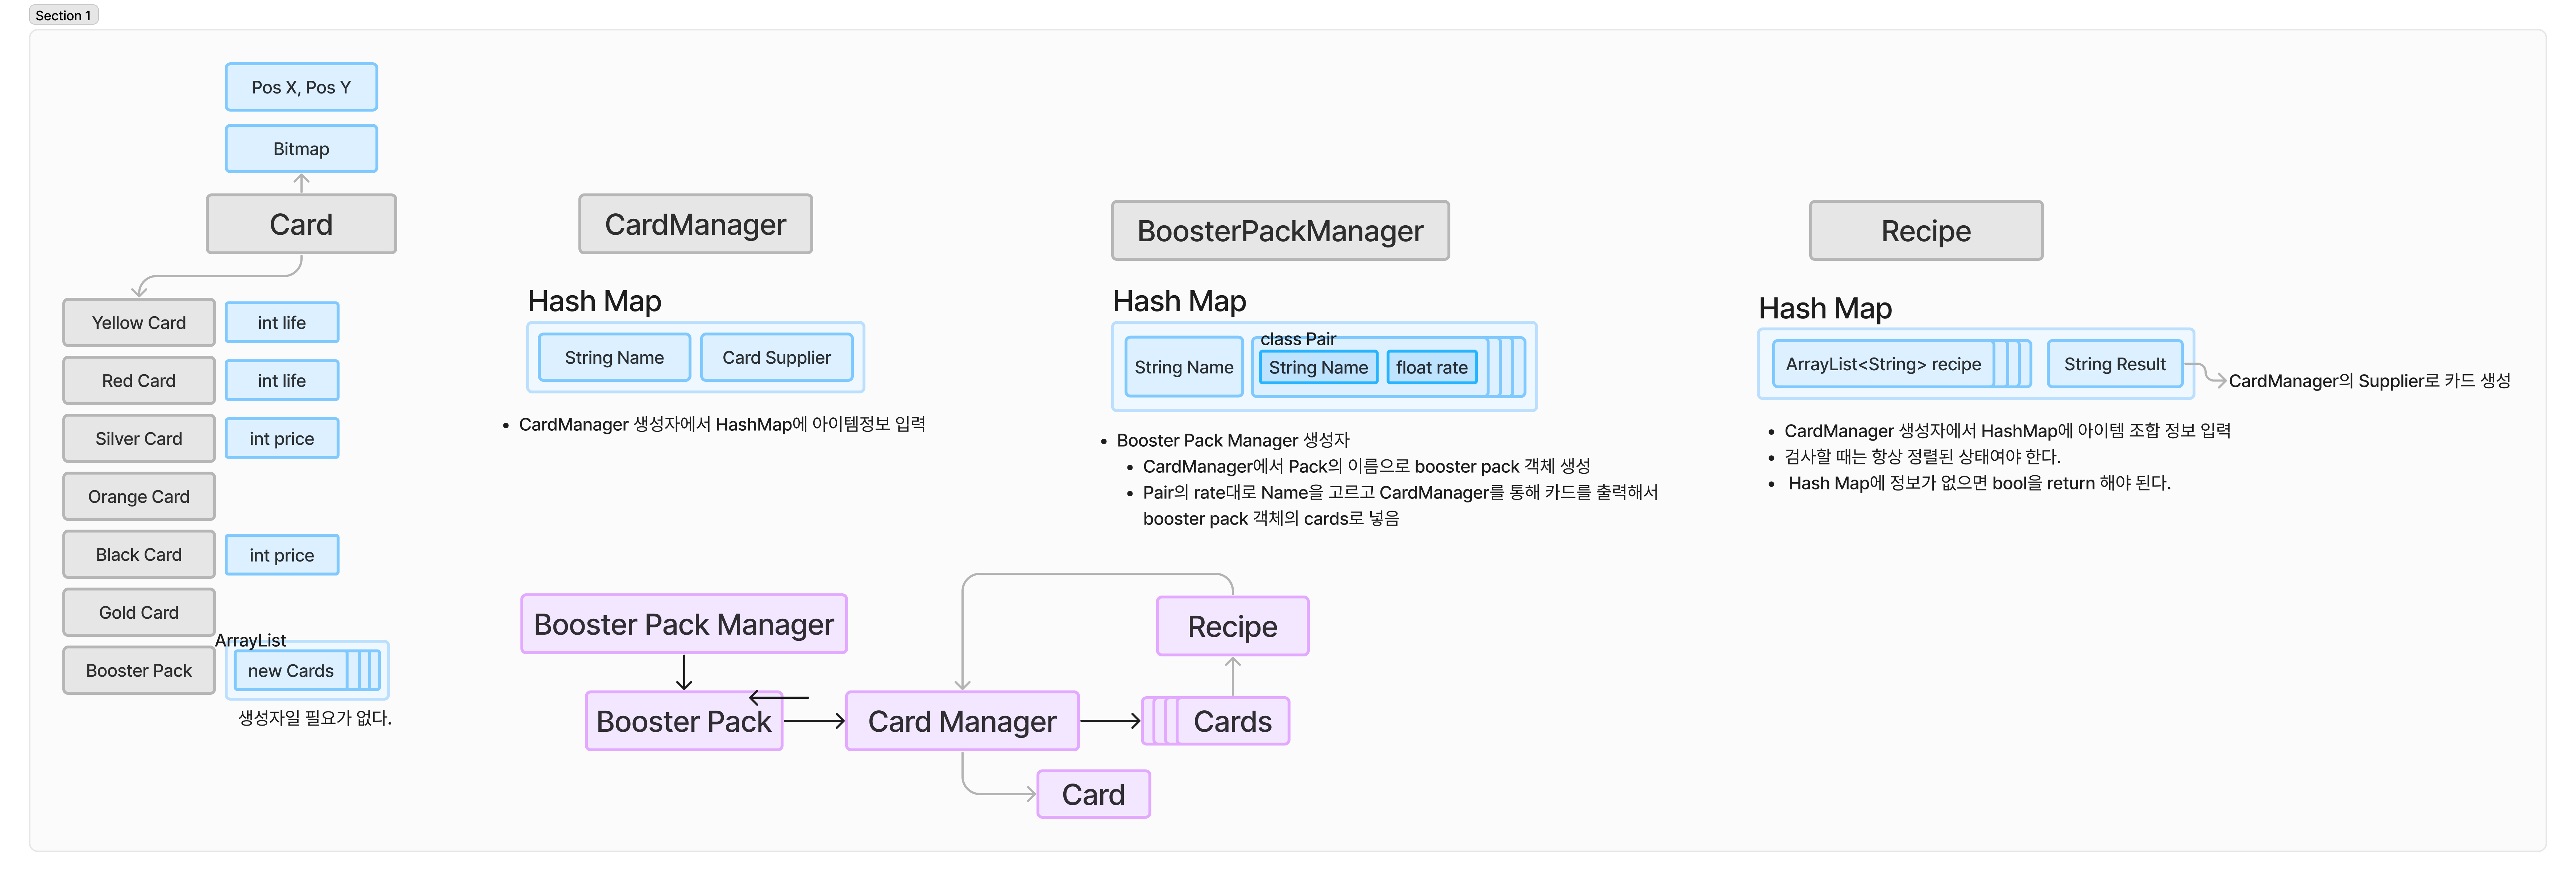 Section 1
Pos X, Pos Y
Bitmap
Card
Yellow Card
int life
Red Card
int life
Silver Card
int price
Orange Card
Black Card
int price
Gold Card
ArrayList
Booster Pack
new Cards
생성자일 필요가 없다.
CardManager
Hash Map
String Name
Card Supplier
• CardManager 생성자에서 HashMap에 아이템정보 입력
BoosterPackManager
Hash Map
String Name
class Pair
String Name
float rate
• Booster Pack Manager 생성자
• CardManager에서 Pack의 이름으로 booster pack 객체 생성
• Pair의 rate대로 Name을 고르고 CardManager를 통해 카드를 출력해서
booster pack 객체의 cards로 넣음
Recipe
Hash Map
ArrayList<String> recipe
String Result
CardManager의 Supplier로 카드 생성
• CardManager 생성자에서 HashMap에 아이템 조합 정보 입력
• 검사할 때는 항상 정렬된 상태여야 한다.
• Hash Map에 정보가 없으면 bool을 return 해야 된다.
Booster Pack Manager
Recipe
Booster Pack
Card Manager
Cards
Card